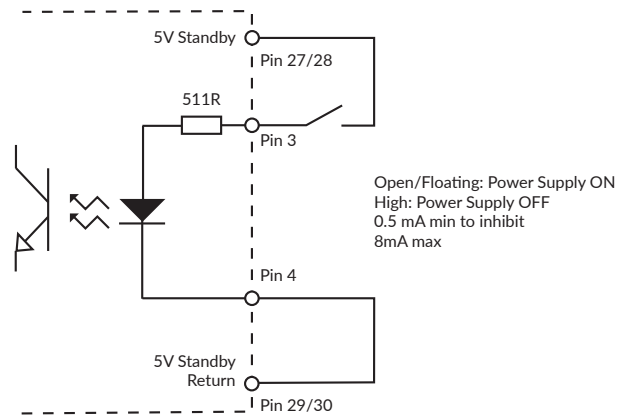 5V Standby
Pin 27/28
511R
Pin 3
Open/Floating: Power Supply ON
High: Power Supply OFF
0.5 mA min to inhibit
8mA max
Pin 4
5V Standby
Return
Pin 29/30